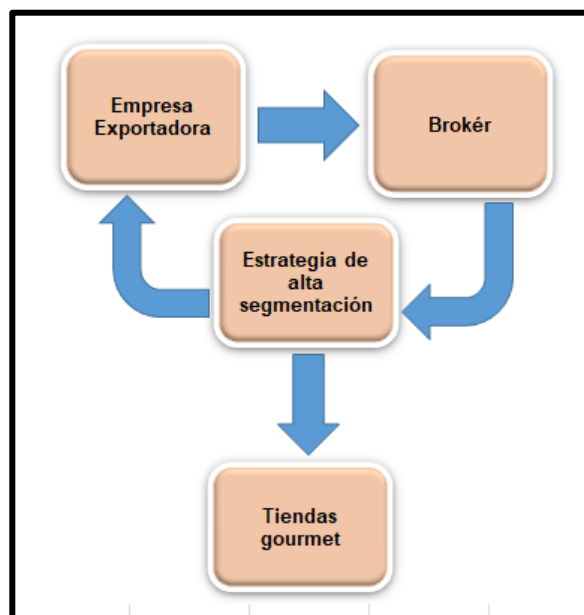 Empresa
Exportadora
Brokér
Estrategia de
alta
segmentación
Tiendas
gourmet